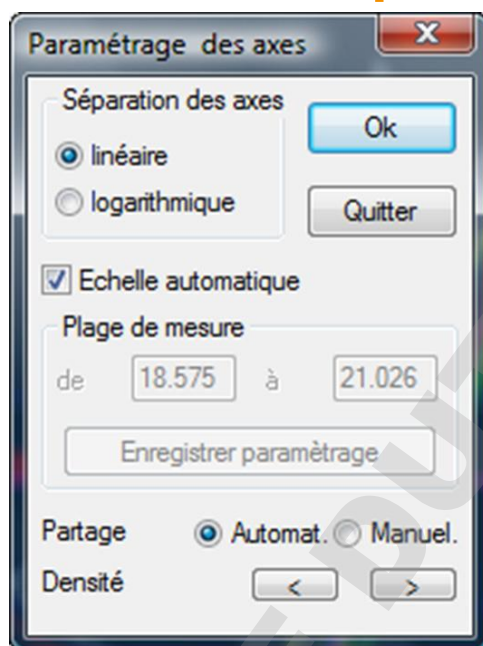 Paramétrage des axes
Séparation des axes
linéaire
logarithmique
Ok
Quitter
Echelle automatique
Plage de mesure
de 18.575 à 21.026
Enregistrer paramètrage
Partage Automat. Manuel.
Densité < >